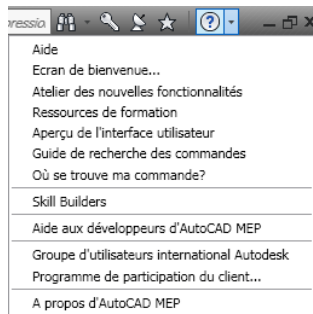 pressio
Aide
Ecran de bienvenue...
Atelier des nouvelles fonctionnalités
Ressources de formation
Aperçu de l'interface utilisateur
Guide de recherche des commandes
Où se trouve ma commande?
Skill Builders
Aide aux développeurs d'AutoCAD MEP
Groupe d'utilisateurs international Autodesk
Programme de participation du client...
A propos d'AutoCAD MEP